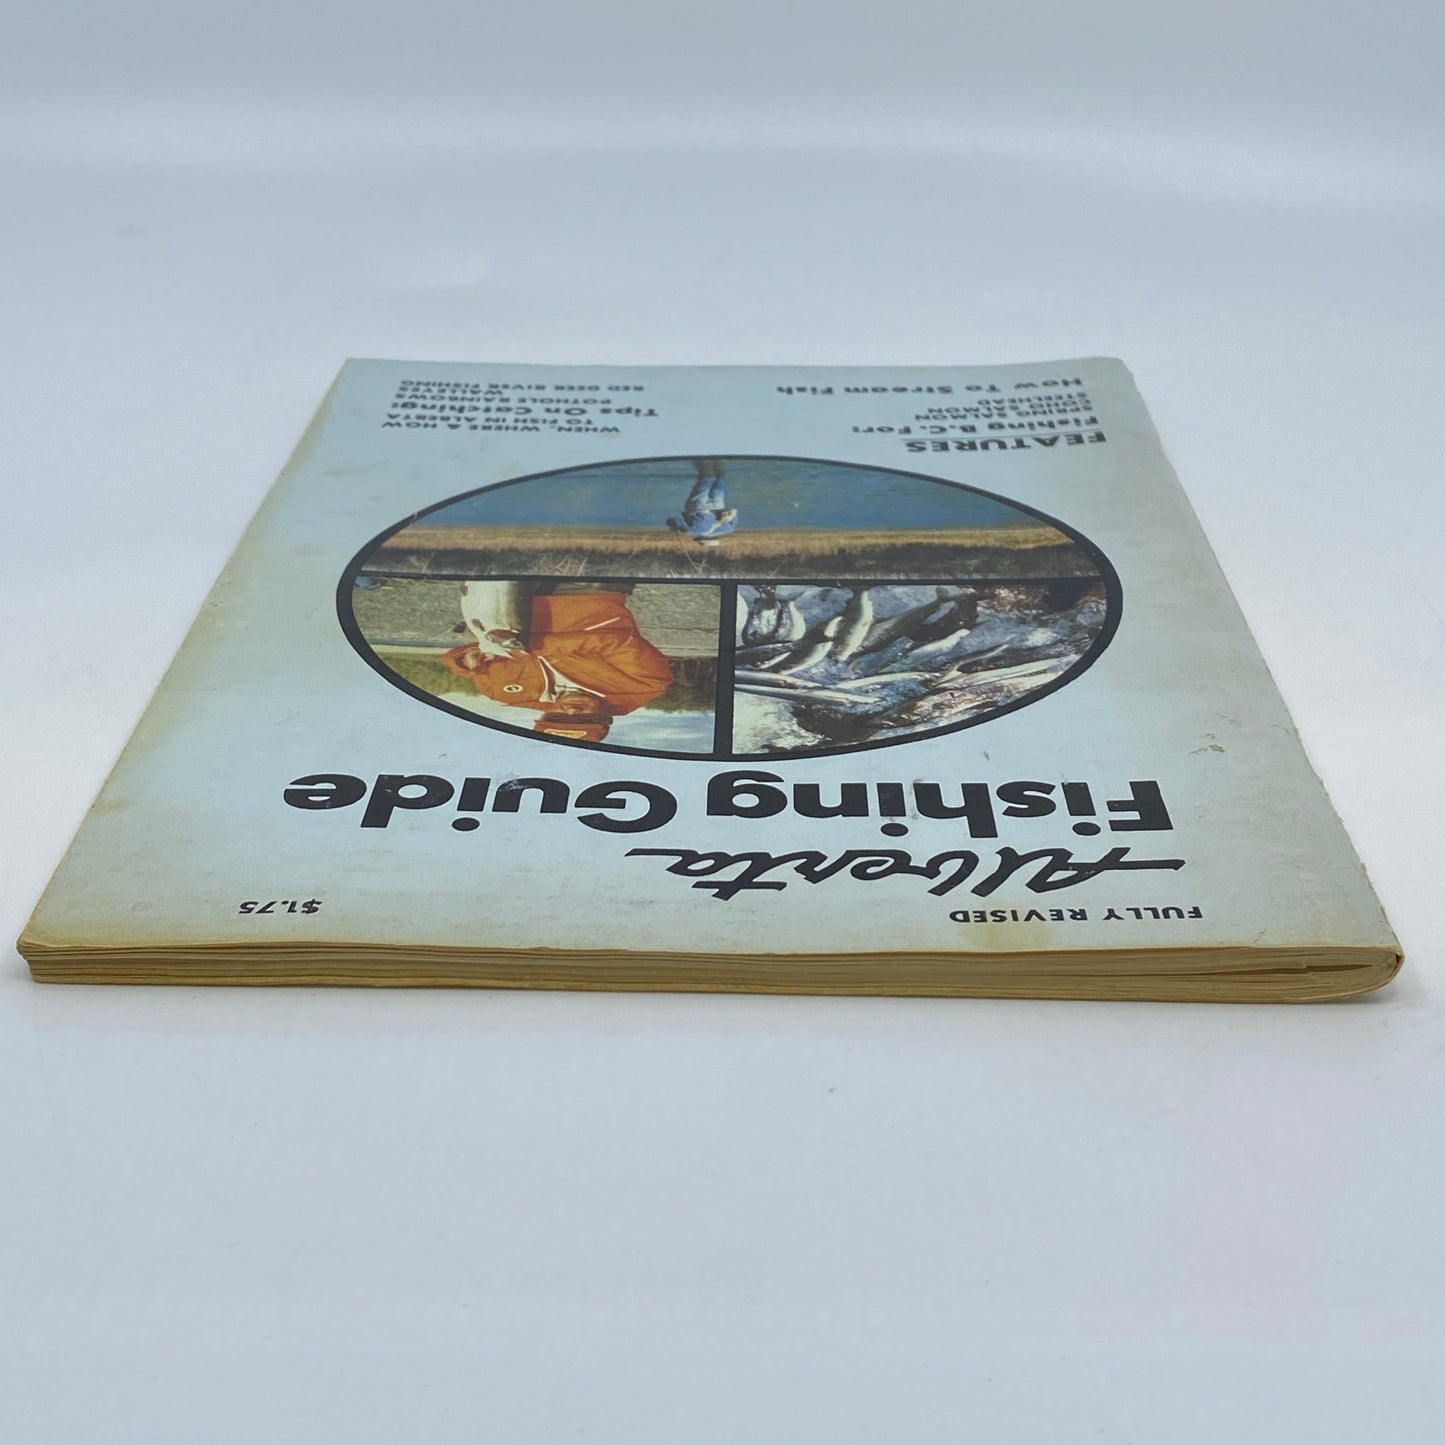 FULLY REVISED
$1.75
Alberta
Fishing Guide
FEATURES
Fishing B.C. For:
SPRING SALMON
COHO SALMON
STEELHEAD
How To Stream Fish
WHEN, WHERE & HOW
TO FISH IN ALBERTA
Tips On Catching:
POTHOLE RAINBOWS
WALLEYES
RED DEER RIVER FISHING